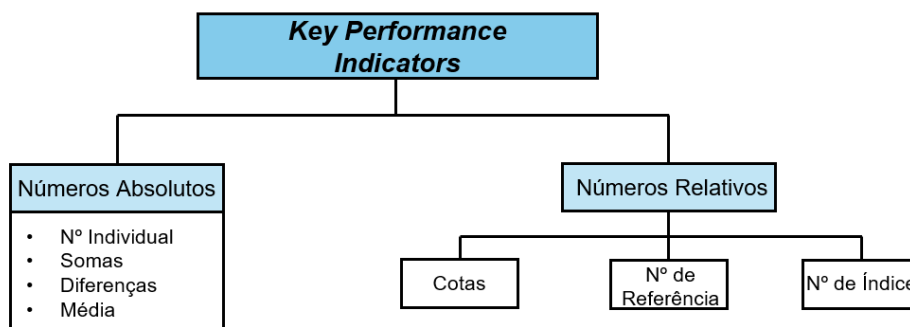 Key Performance
Indicators
Números Absolutos
Números Relativos
• Nº Individual
• Somas
• Diferenças
• Média
Cotas
Nº de
Referência
Nº de Índice